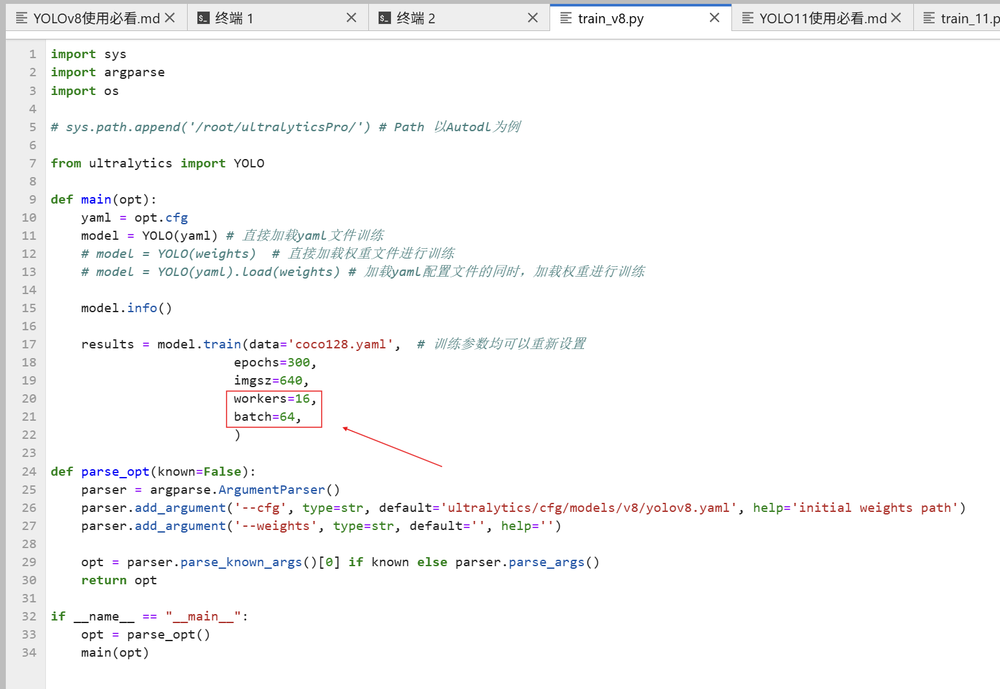 YOLOv8使用必看.md 终端 1 终端 2 train_v8.py YOLO11使用必看.md train_11.p
1 import sys
2 import argparse
3 import os
4
5 # sys.path.append('/root/ultralyticsPro/') # Path 以Autodl为例
6
7 from ultralytics import YOLO
8
9 def main(opt):
10     yaml = opt.cfg
11     model = YOLO(yaml) # 直接加载yaml文件训练
12     # model = YOLO(weights)  # 直接加载权重文件进行训练
13     # model = YOLO(yaml).load(weights) # 加载yaml配置文件的同时，加载权重进行训练
14
15     model.info()
16
17     results = model.train(data='coco128.yaml',  # 训练参数均可以重新设置
18                         epochs=300,
19                         imgsz=640,
20                         workers=16,
21                         batch=64,
22                         )
23
24 def parse_opt(known=False):
25     parser = argparse.ArgumentParser()
26     parser.add_argument('--cfg', type=str, default='ultralytics/cfg/models/v8/yolov8.yaml', help='initial weights path')
27     parser.add_argument('--weights', type=str, default='', help='')
28
29     opt = parser.parse_known_args()[0] if known else parser.parse_args()
30     return opt
31
32 if __name__ == "__main__":
33     opt = parse_opt()
34     main(opt)